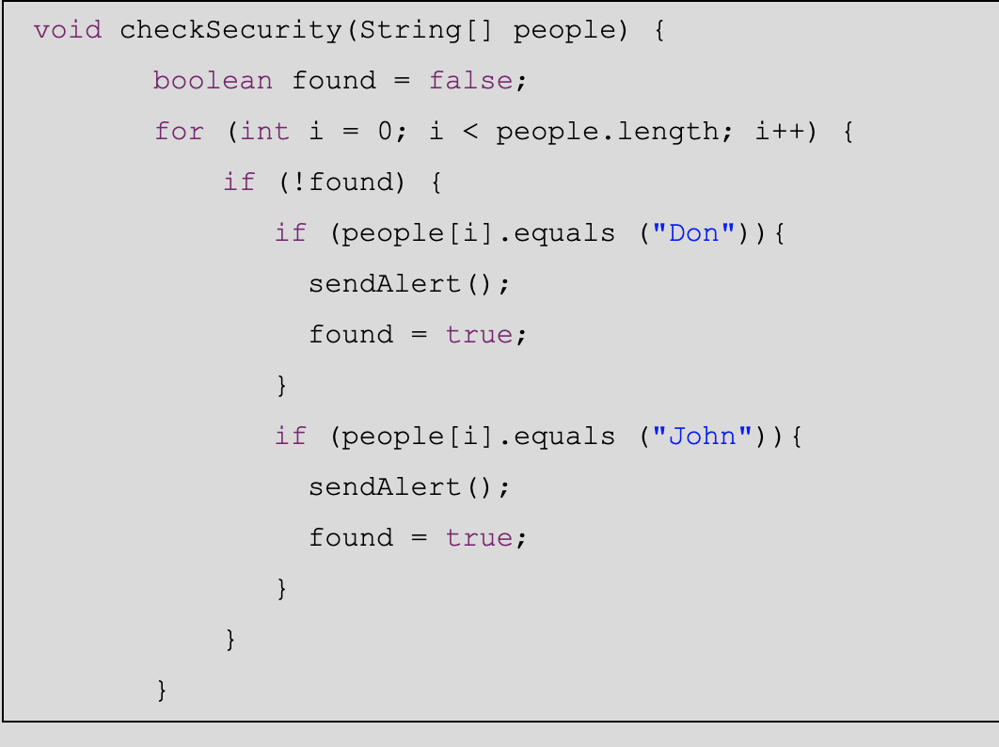 void checkSecurity(String[] people) {
boolean found = false;
for (int i = 0; i < people.length; i++) {
if (!found) {
if (people[i].equals ("Don")){
sendAlert();
found = true;
}
if (people[i].equals ("John")){
sendAlert();
found = true;
}
}
}